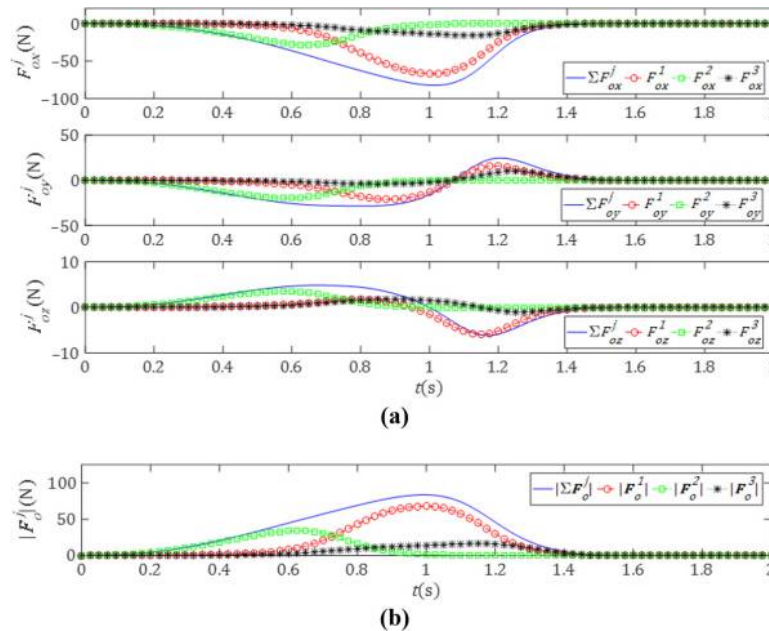 0
−50
−100
F^j_ox(N)
ΣF^j_ox F^1_ox F^2_ox F^3_ox
0 0.2 0.4 0.6 0.8 1 1.2 1.4 1.6 1.8 2
50
0
−50
F^j_oy(N)
ΣF^j_oy F^1_oy F^2_oy F^3_oy
0 0.2 0.4 0.6 0.8 1 1.2 1.4 1.6 1.8 2
10
0
−10
F^j_oz(N)
ΣF^j_oz F^1_oz F^2_oz F^3_oz
0 0.2 0.4 0.6 0.8 1 1.2 1.4 1.6 1.8 2
t(s)
(a)
100
50
0
|F^j_o|(N)
|ΣF^j_o| |F^1_o| |F^2_o| |F^3_o|
0 0.2 0.4 0.6 0.8 1 1.2 1.4 1.6 1.8 2
t(s)
(b)